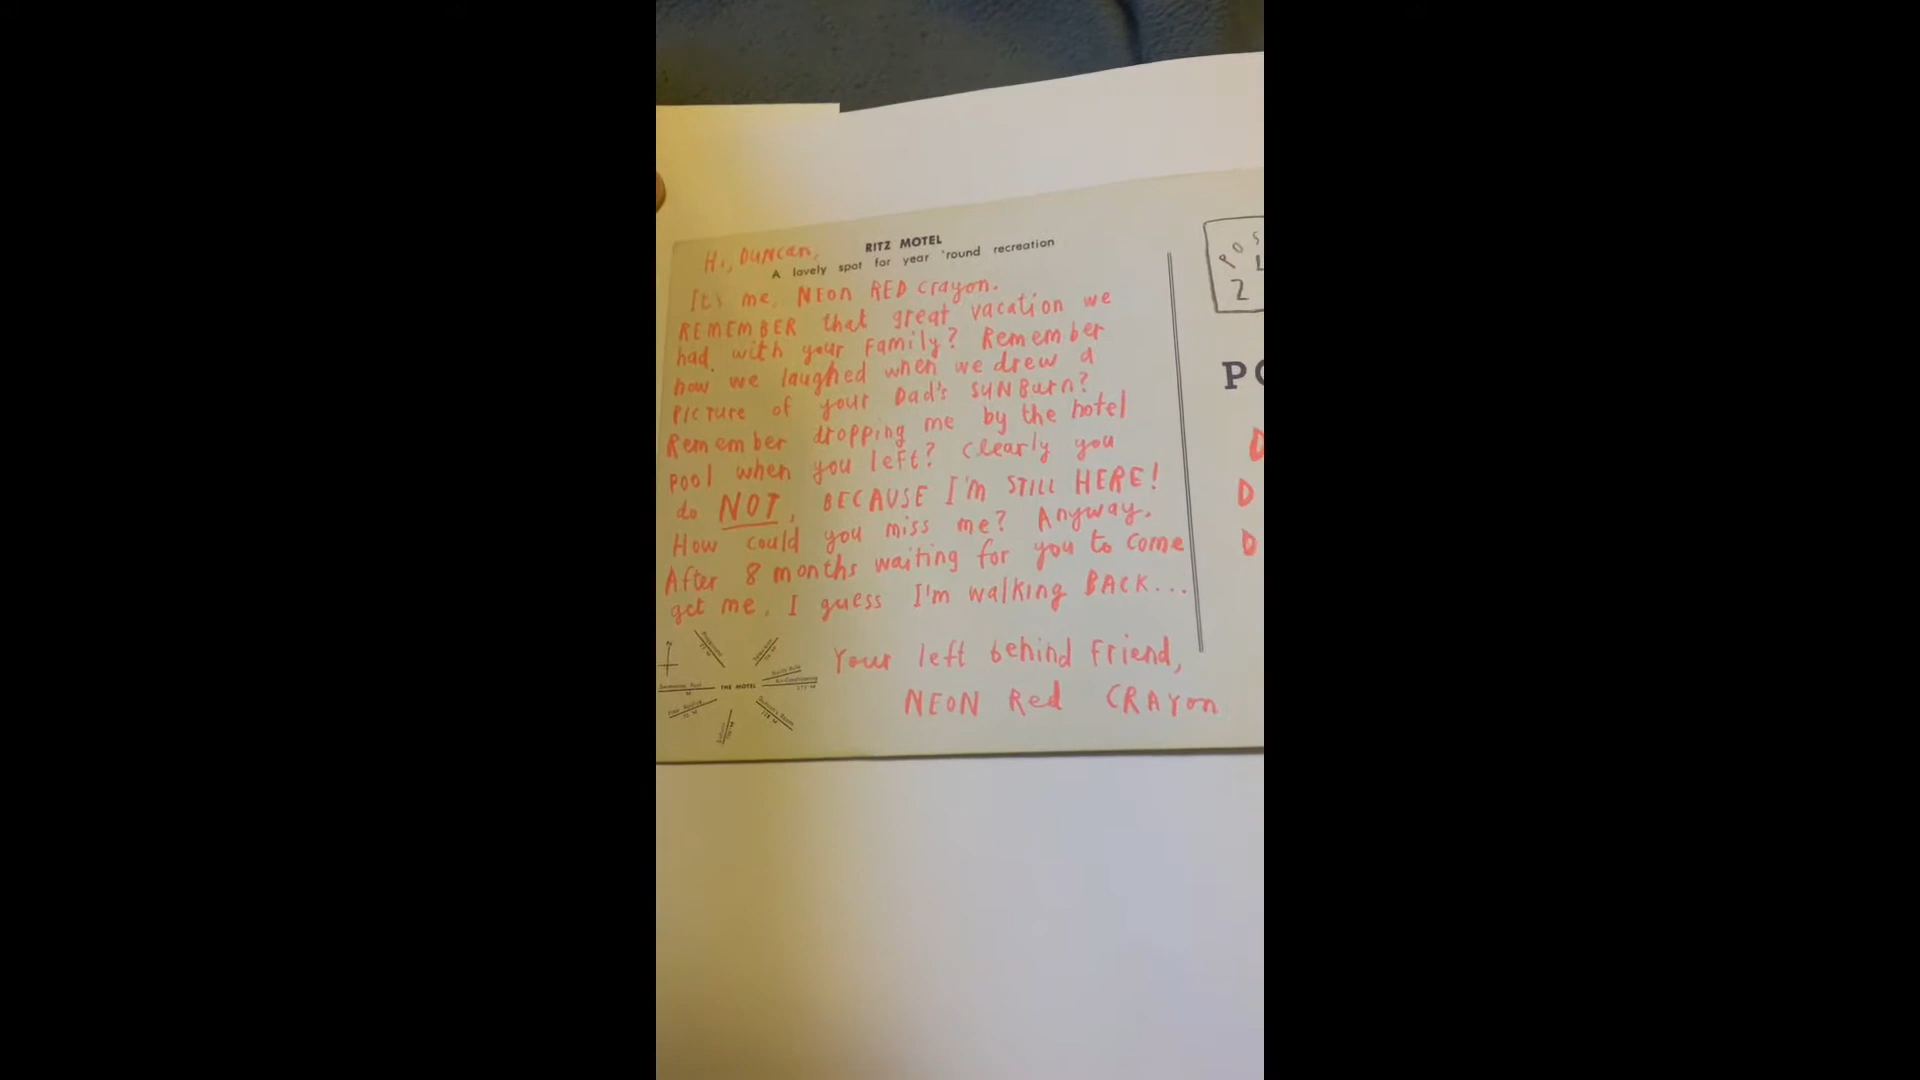 RITZ MOTEL
A lovely spot for year 'round recreation
Hi, DUNCan,
It's me, NEON RED Crayon.
REMEMBER that great vacation we
had with your Family? Remember
how we laughed when we drew a
PICTure of your Dad's SUNBurn?
Remember dropping me by the hotel
pool when you left? Clearly you
do NOT, BECAUSE I'M STILL HERE!
How could you miss me? Anyway,
After 8 months waiting for you to come
get me, I guess I'm walking BACK...
Your left behind Friend,
NEON Red CRAYon
THE MOTEL
N
POS
L
2
PO
D
D
D